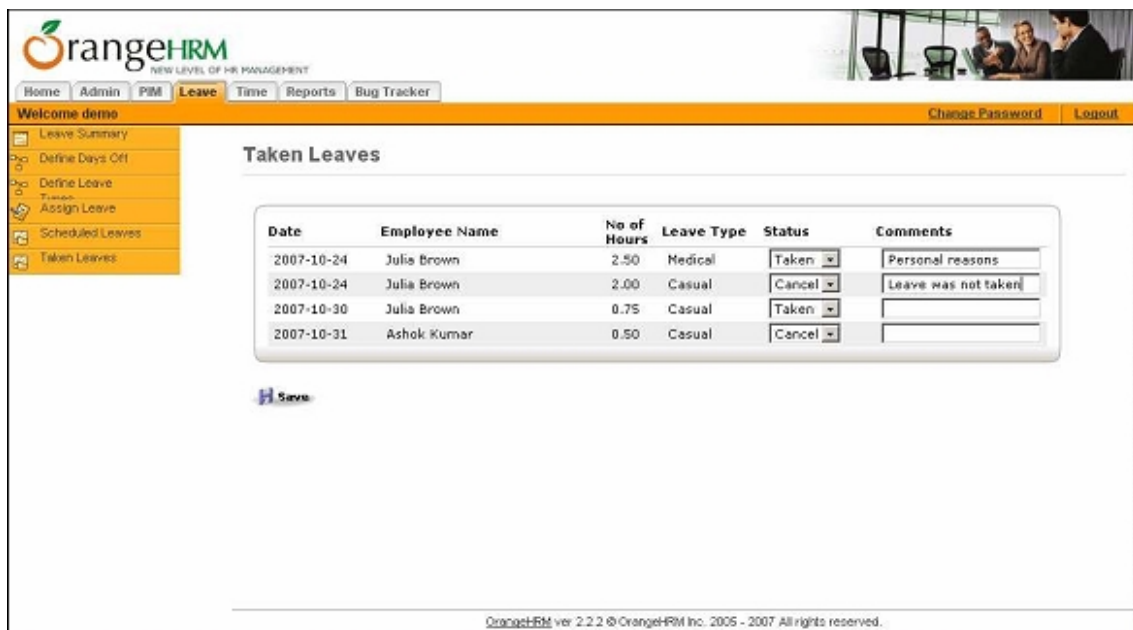 OrangeHRM
NEW LEVEL OF HR MANAGEMENT
Home Admin PIM Leave Time Reports Bug Tracker
Welcome demo Change Password Logout
Leave Summary
Define Days Off
Define Leave
Types
Assign Leave
Scheduled Leaves
Taken Leaves
Taken Leaves
Date Employee Name No of Hours Leave Type Status Comments
2007-10-24 Julia Brown 2.50 Medical Taken Personal reasons
2007-10-24 Julia Brown 2.00 Casual Cancel Leave was not taken
2007-10-30 Julia Brown 0.75 Casual Taken
2007-10-31 Ashok Kumar 0.50 Casual Cancel
Save
OrangeHRM ver 2.2.2 © OrangeHRM Inc. 2005 - 2007 All rights reserved.